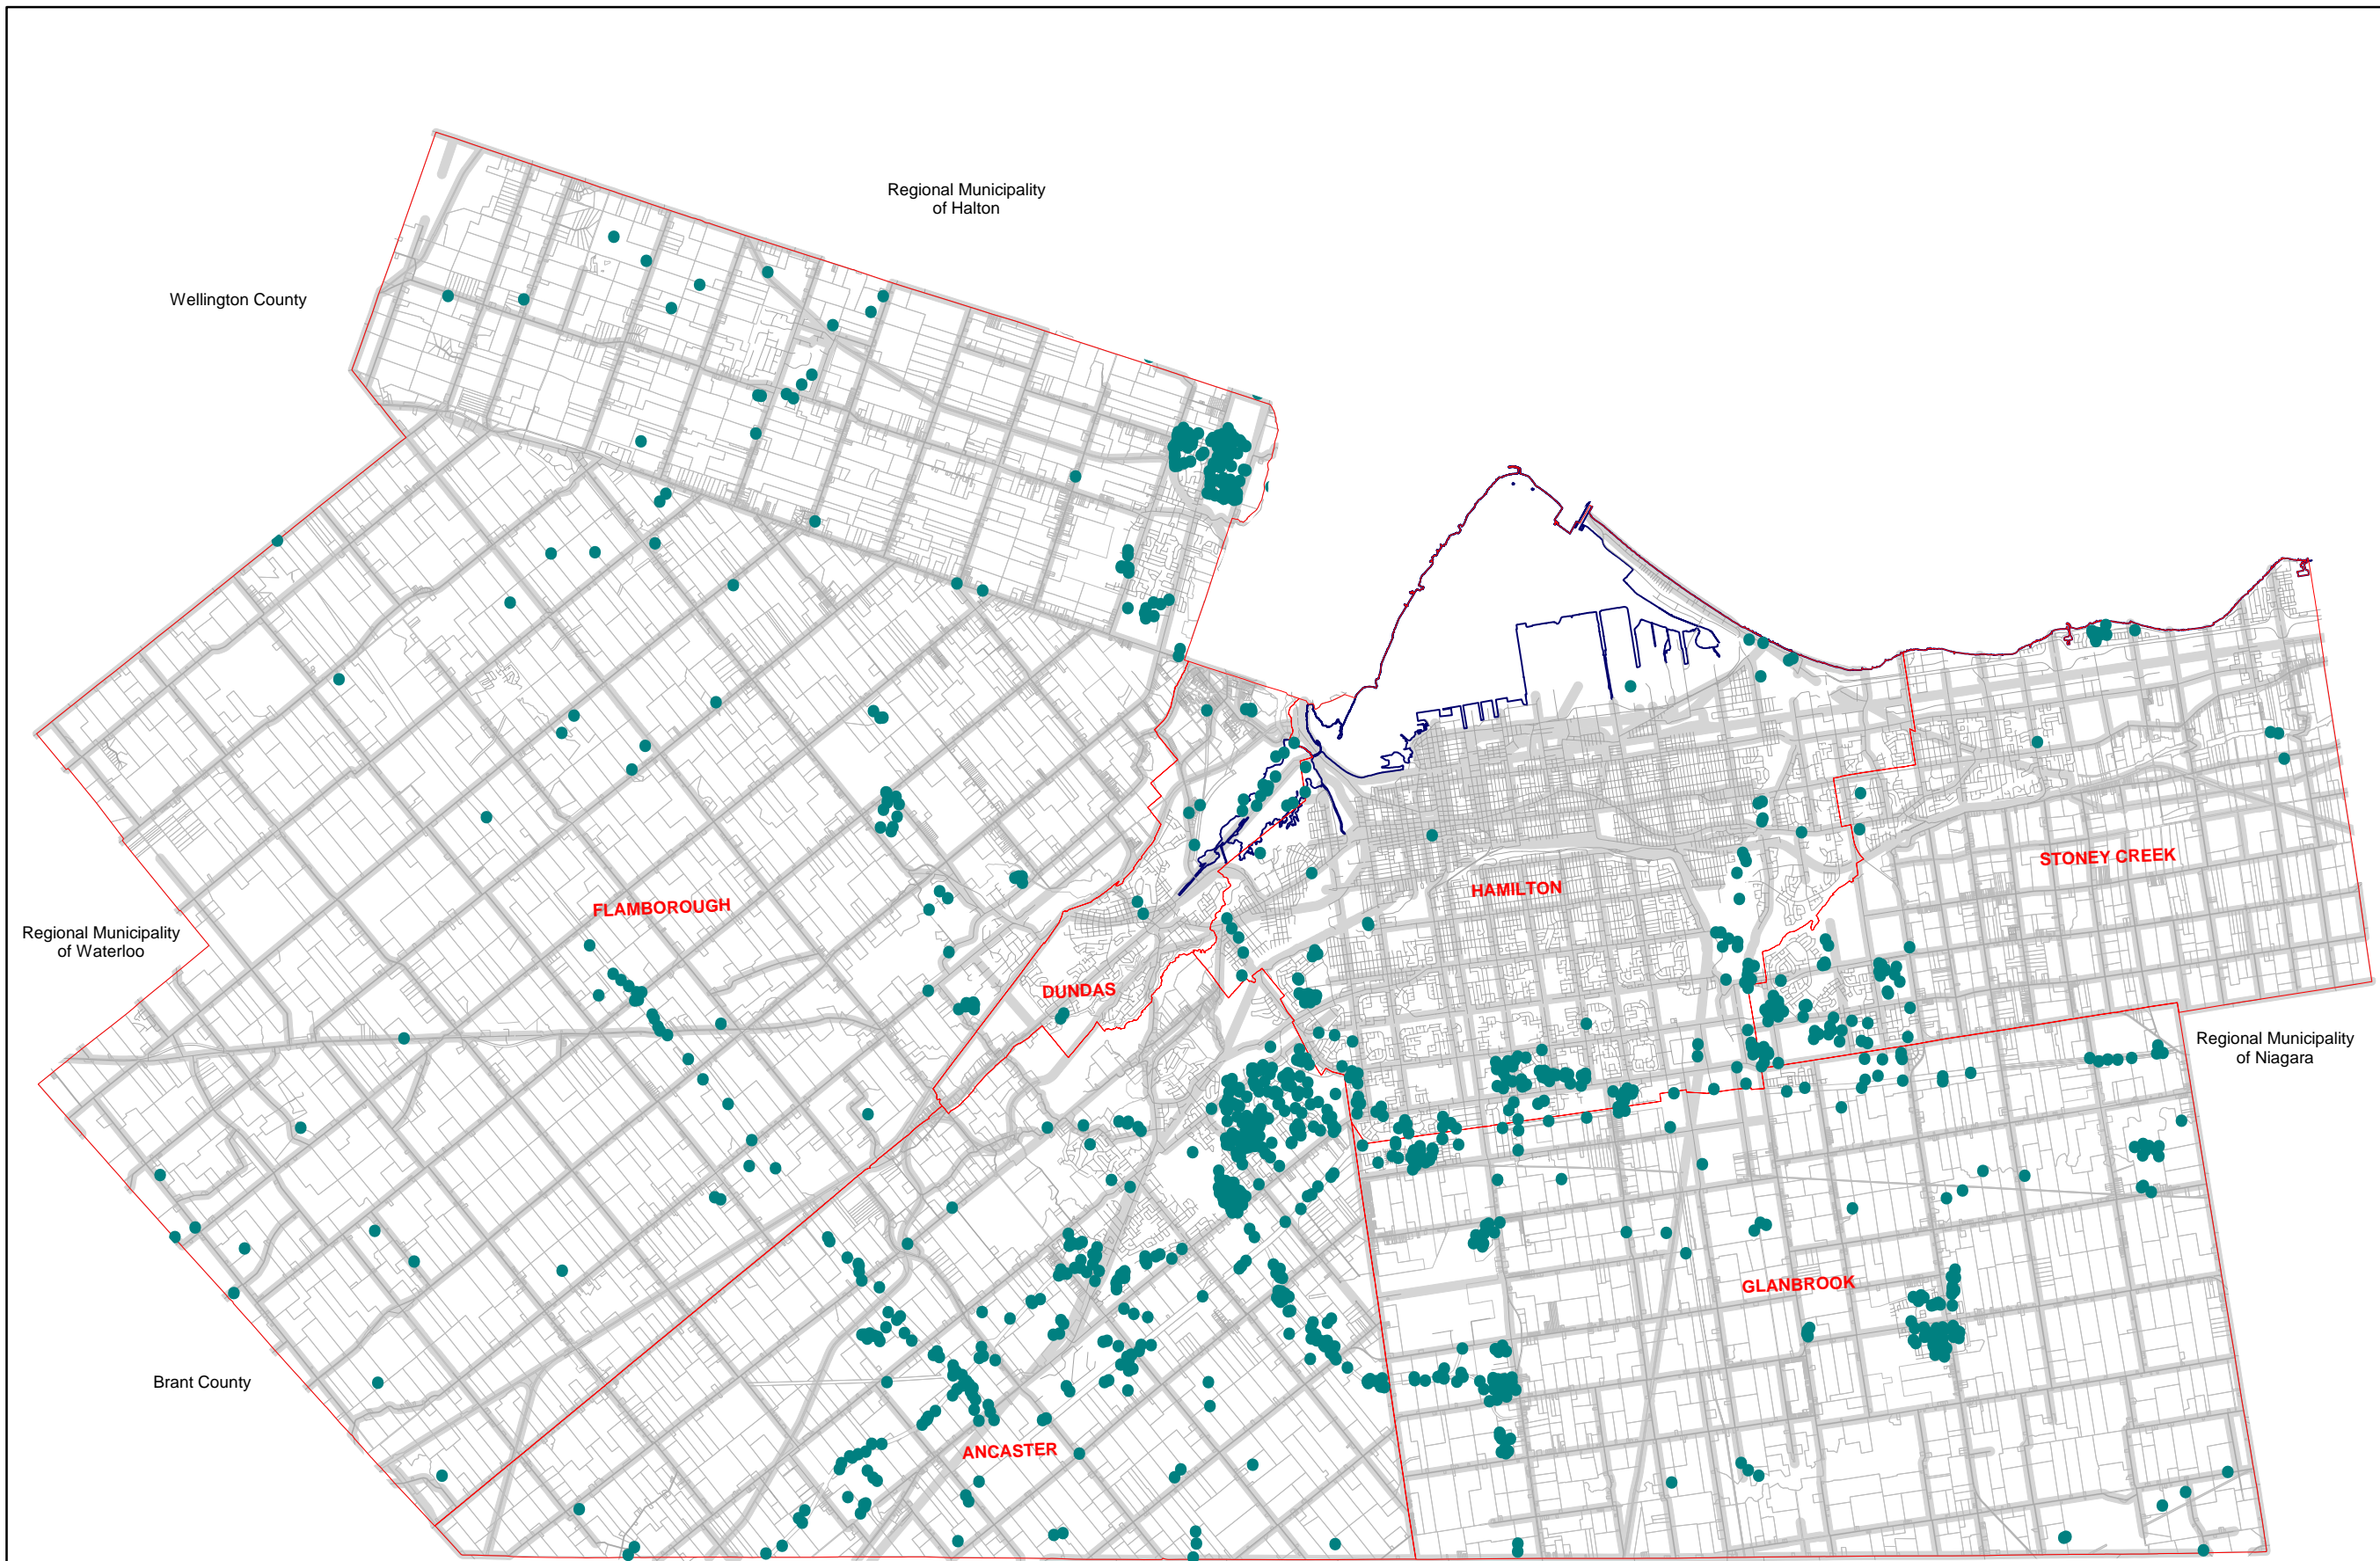 Regional Municipality
of Halton
Wellington County
STONEY CREEK
HAMILTON
FLAMBOROUGH
Regional Municipality
of Waterloo
DUNDAS
Regional Municipality
of Niagara
GLANBROOK
Brant County
ANCASTER